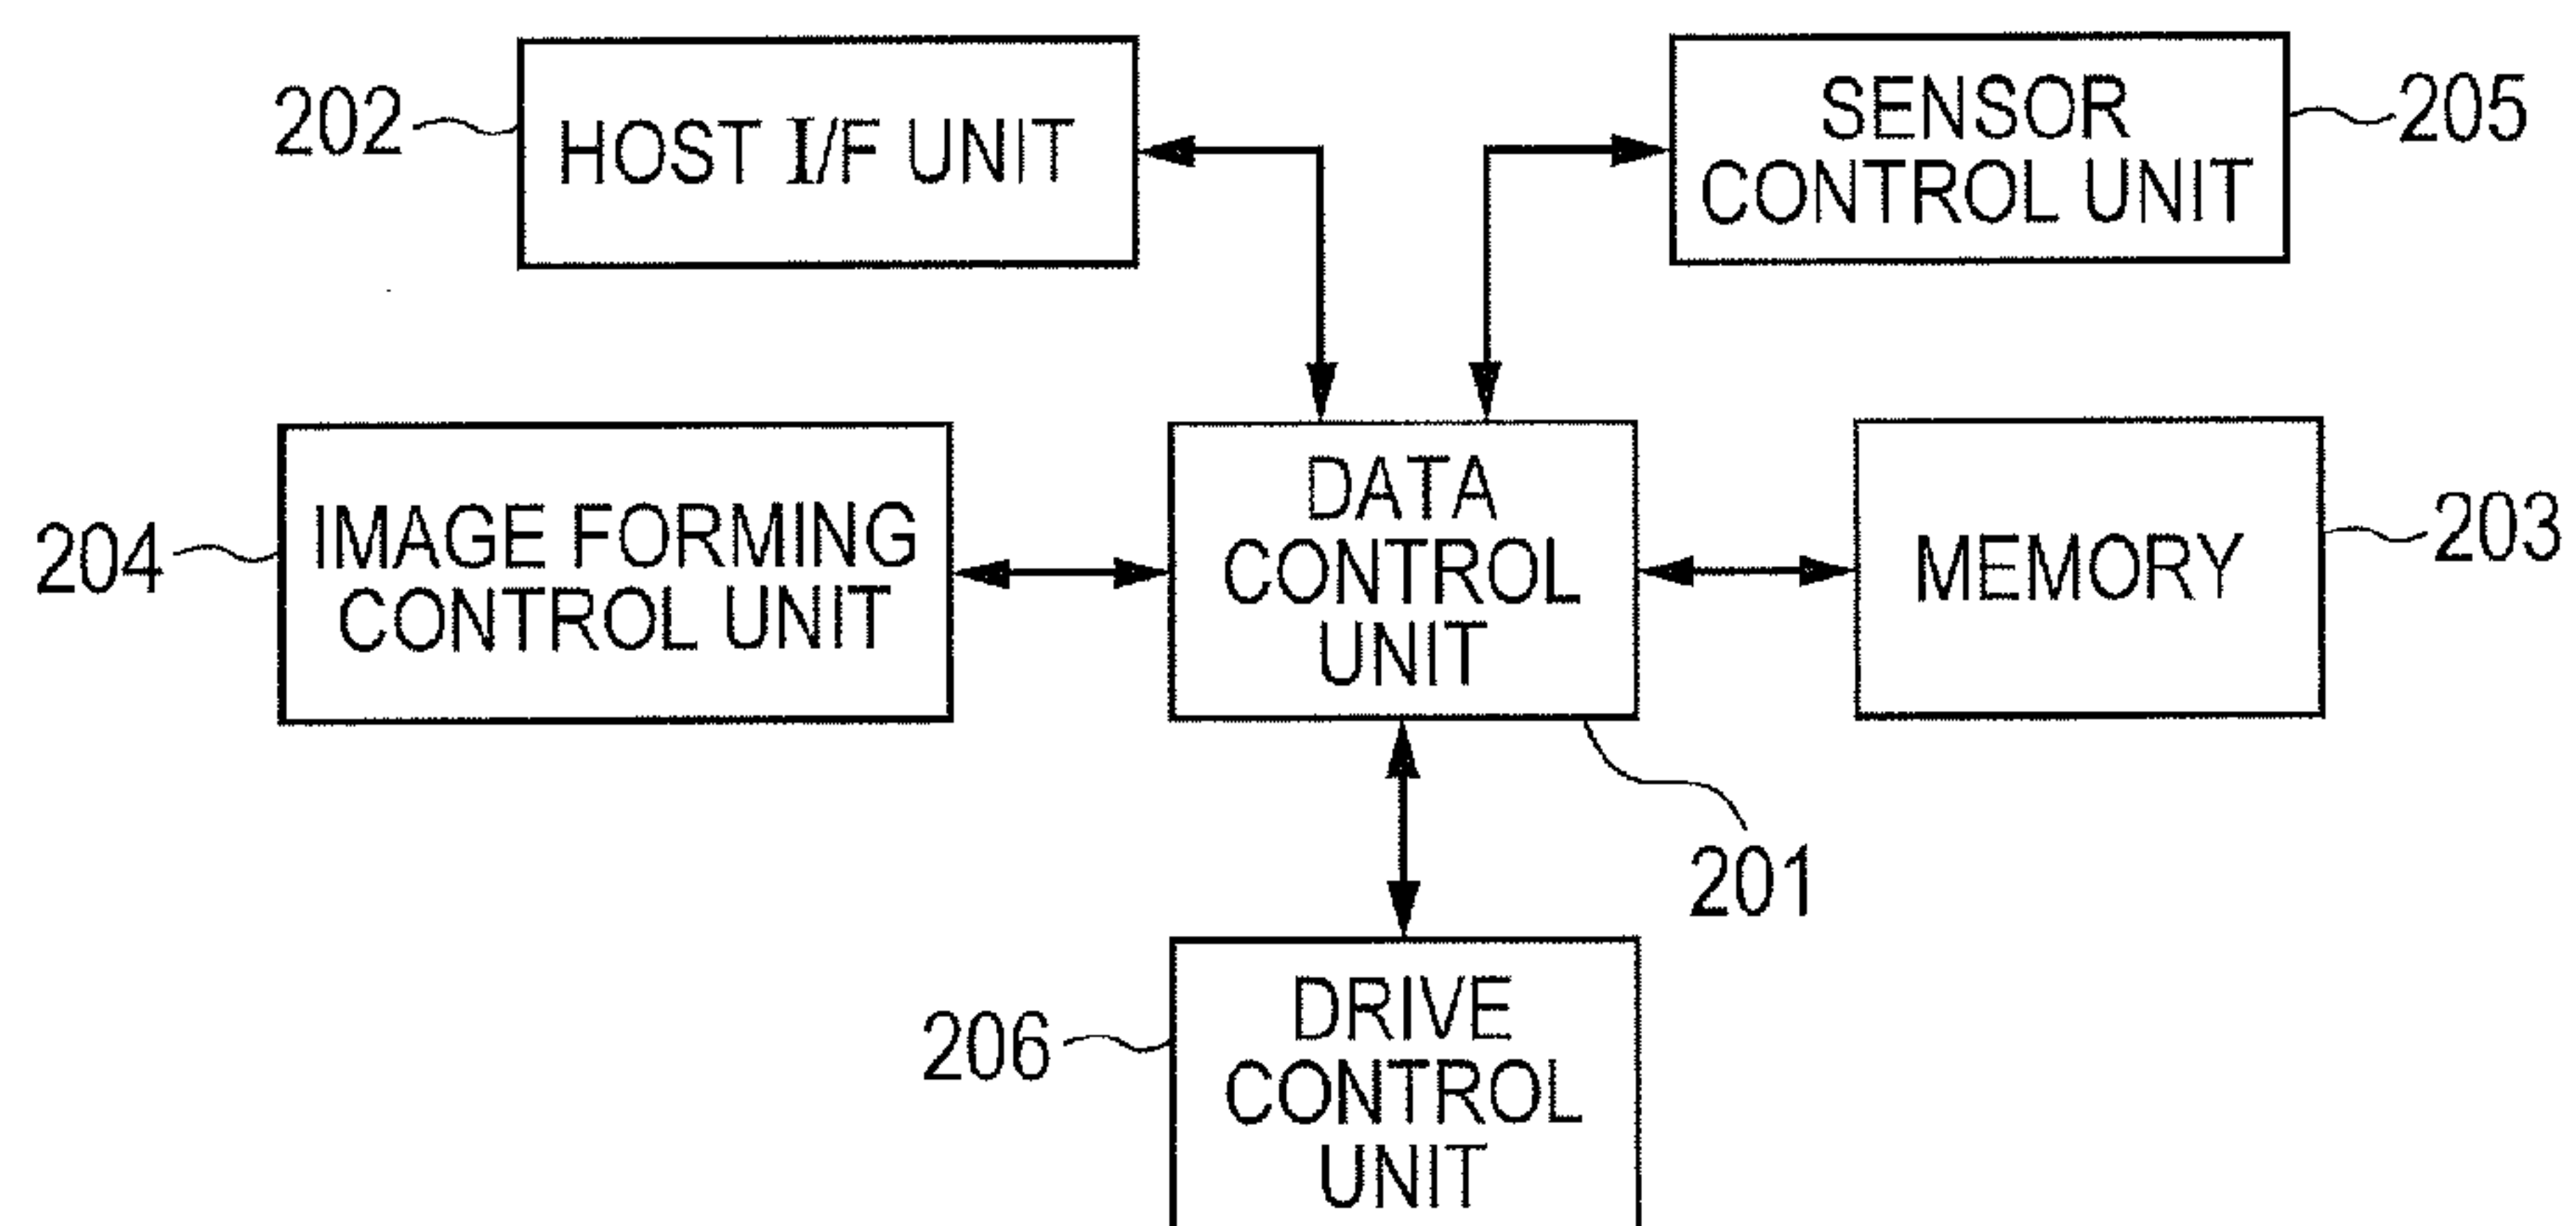 202
HOST I/F UNIT
SENSOR
CONTROL UNIT
205
204
IMAGE FORMING
CONTROL UNIT
DATA
CONTROL
UNIT
MEMORY
203
201
206
DRIVE
CONTROL
UNIT